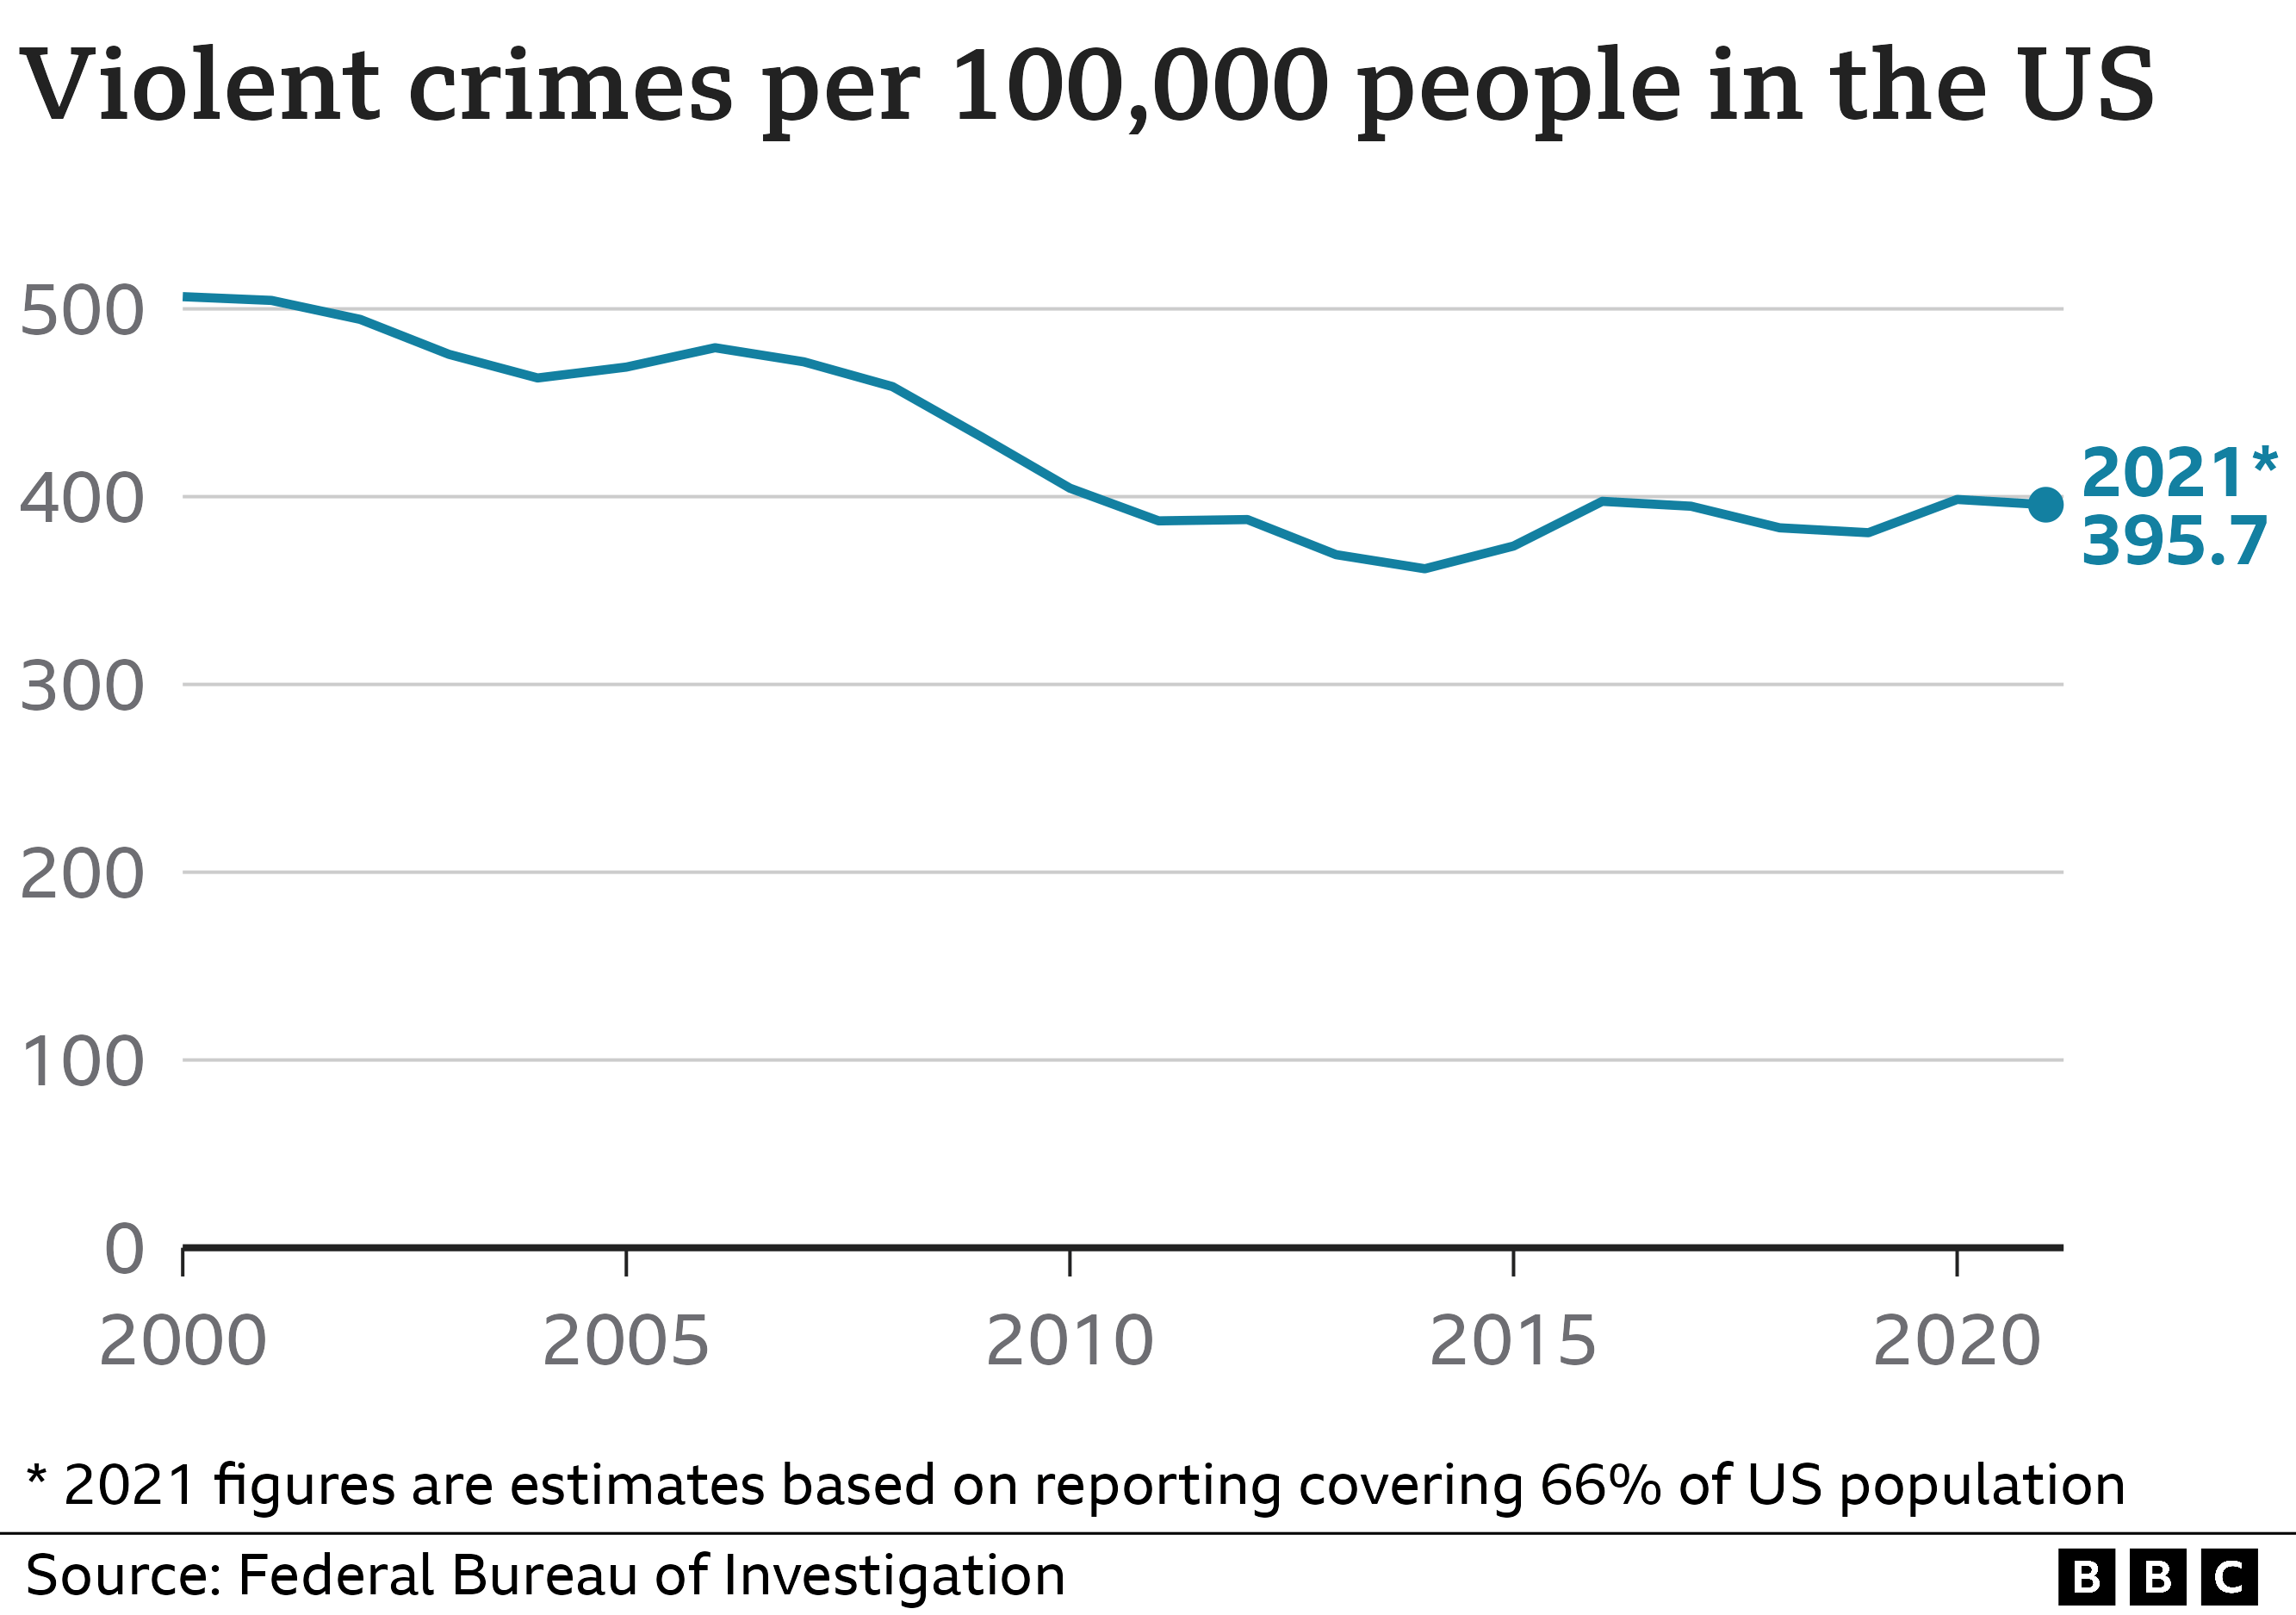 Violent crimes per 100,000 people in the US
500
400
2021*
395.7
300
200
100
0
2000 2005 2010 2015 2020
* 2021 figures are estimates based on reporting covering 66% of US population
Source: Federal Bureau of Investigation
BBC